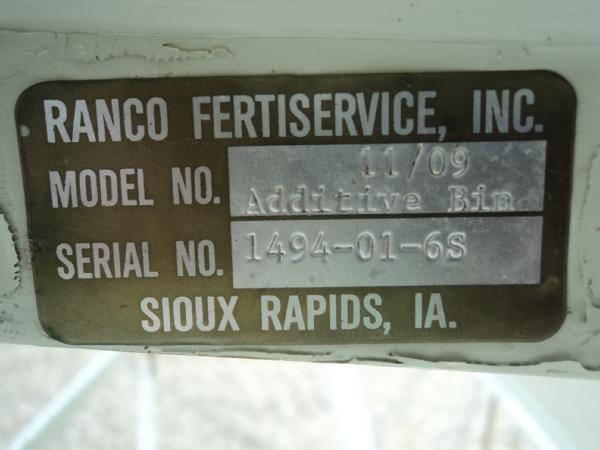 RANCO FERTISERVICE, INC.
11/09
MODEL NO. Additive Bin
SERIAL NO. 1494-01-6S
SIOUX RAPIDS, IA.